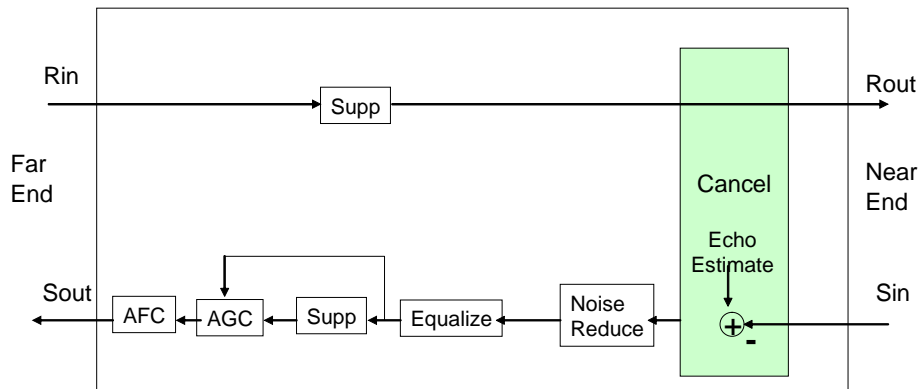 Rin
Rout
Supp
Far
End
Near
End
Cancel
Echo
Estimate
Sout
Sin
AFC
AGC
Supp
Equalize
Noise
Reduce
+
-